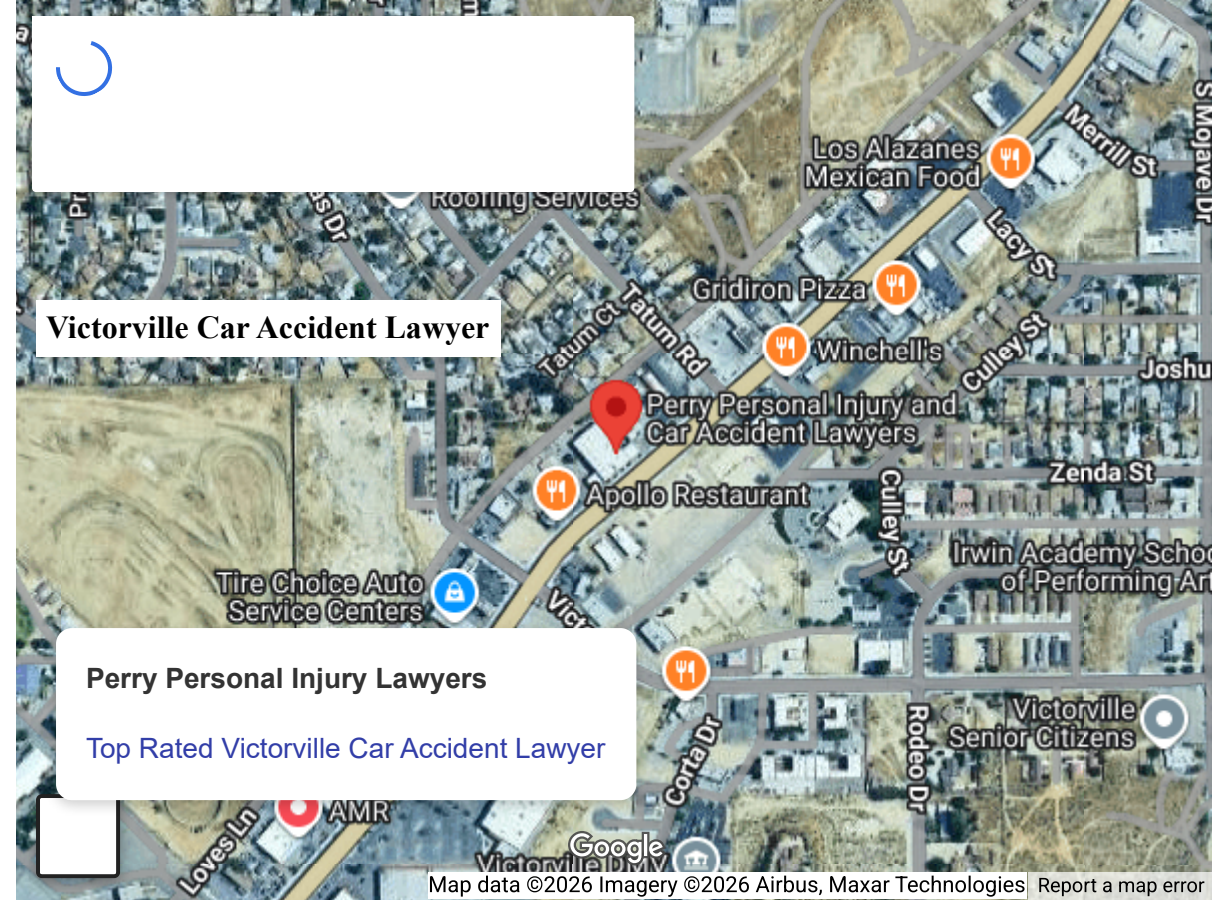 Roofing Services
as Dr
Pr
Los Alazanes
Mexican Food
Merrill St
S Mojave Dr
Lacy St
Gridiron Pizza
Victorville Car Accident Lawyer
Tatum Ct
Tatum Rd
Winchell's
Culley St
Joshu
Perry Personal Injury and
Car Accident Lawyers
Apollo Restaurant
Zenda St
Culley St
Irwin Academy Schoo
of Performing Art
Tire Choice Auto
Service Centers
Victo
Perry Personal Injury Lawyers
Top Rated Victorville Car Accident Lawyer
Victorville
Senior Citizens
Corta Dr
Rodeo Dr
AMR
Loves Ln
Google
Victorville DMV
Map data ©2026 Imagery ©2026 Airbus, Maxar Technologies
Report a map error